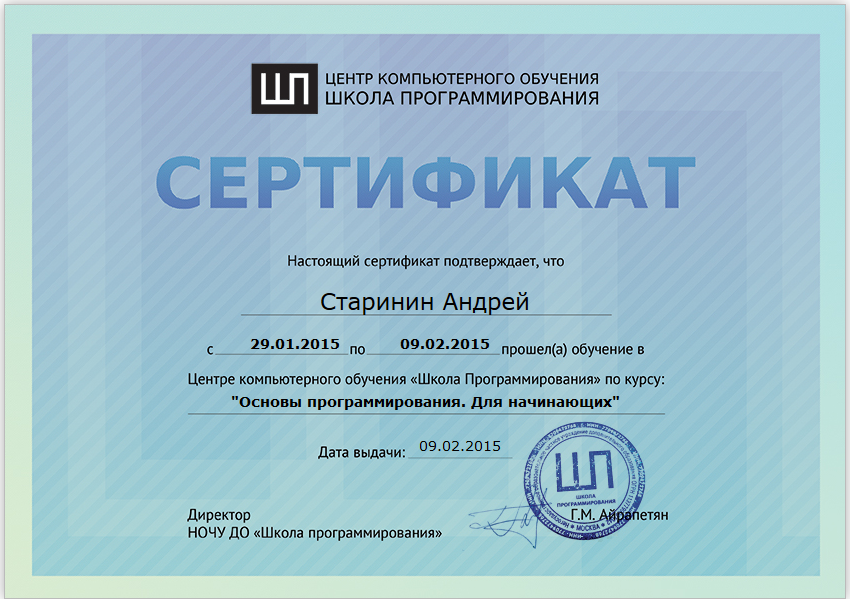 ШП ЦЕНТР КОМПЬЮТЕРНОГО ОБУЧЕНИЯ
ШКОЛА ПРОГРАММИРОВАНИЯ
СЕРТИФИКАТ
Настоящий сертификат подтверждает, что
Старинин Андрей
с 29.01.2015 по 09.02.2015 прошел(а) обучение в
Центре компьютерного обучения «Школа Программирования» по курсу:
"Основы программирования. Для начинающих"
Дата выдачи: 09.02.2015
ШП
ШКОЛА
ПРОГРАММИРОВАНИЯ
МОСКВА
Директор Г.М. Айрапетян
НОЧУ ДО «Школа программирования»